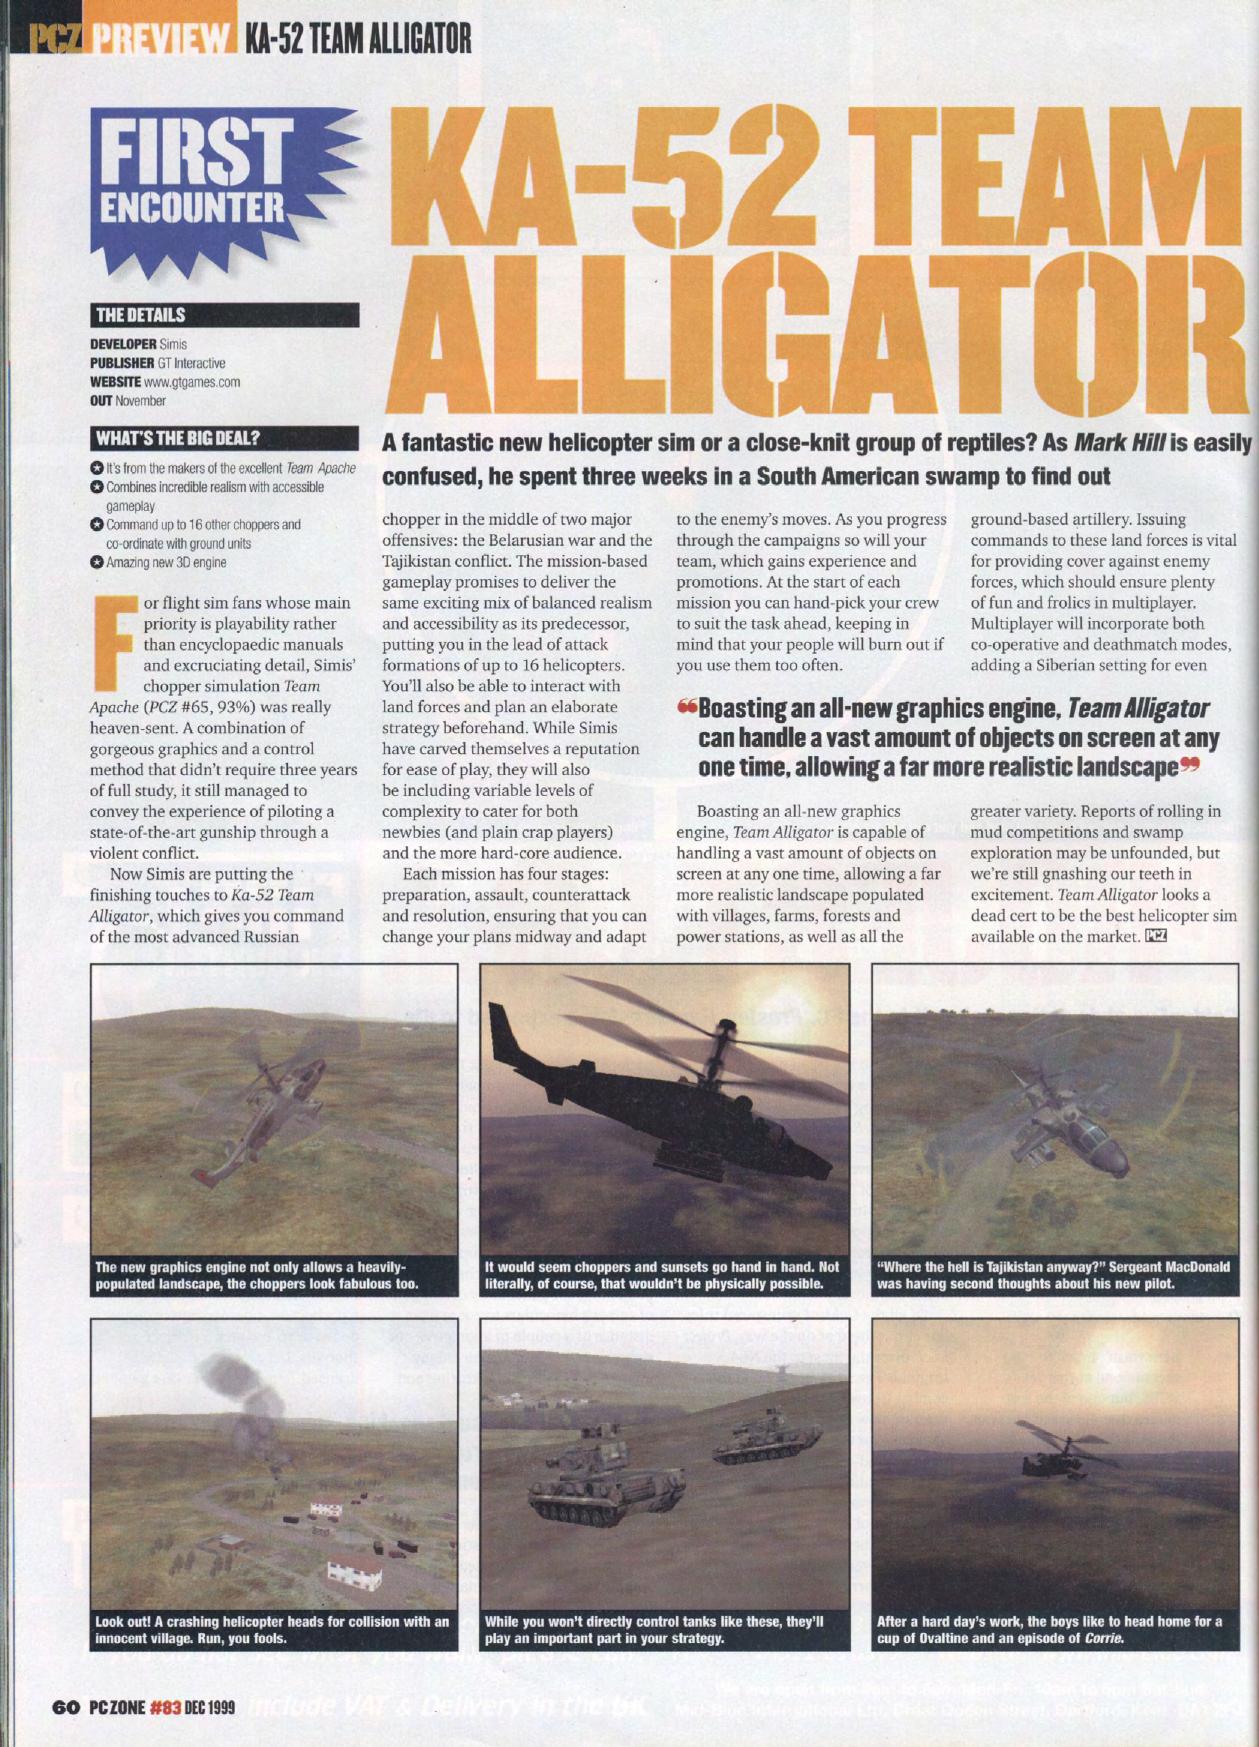 PCZ PREVIEW KA-52 TEAM ALLIGATOR
FIRST
ENCOUNTER
KA-52 TEAM
ALLIGATOR
THE DETAILS
DEVELOPER Simis
PUBLISHER GT Interactive
WEBSITE www.gtgames.com
OUT November
WHAT'S THE BIG DEAL?
It's from the makers of the excellent Team Apache
Combines incredible realism with accessible
gameplay
Command up to 16 other choppers and
co-ordinate with ground units
Amazing new 3D engine
A fantastic new helicopter sim or a close-knit group of reptiles? As Mark Hill is easily
confused, he spent three weeks in a South American swamp to find out
For flight sim fans whose main
priority is playability rather
than encyclopaedic manuals
and excruciating detail, Simis'
chopper simulation Team
Apache (PCZ #65, 93%) was really
heaven-sent. A combination of
gorgeous graphics and a control
method that didn't require three years
of full study, it still managed to
convey the experience of piloting a
state-of-the-art gunship through a
violent conflict.
Now Simis are putting the
finishing touches to Ka-52 Team
Alligator, which gives you command
of the most advanced Russian
chopper in the middle of two major
offensives: the Belarusian war and the
Tajikistan conflict. The mission-based
gameplay promises to deliver the
same exciting mix of balanced realism
and accessibility as its predecessor,
putting you in the lead of attack
formations of up to 16 helicopters.
You'll also be able to interact with
land forces and plan an elaborate
strategy beforehand. While Simis
have carved themselves a reputation
for ease of play, they will also
be including variable levels of
complexity to cater for both
newbies (and plain crap players)
and the more hard-core audience.
Each mission has four stages:
preparation, assault, counterattack
and resolution, ensuring that you can
change your plans midway and adapt
to the enemy's moves. As you progress
through the campaigns so will your
team, which gains experience and
promotions. At the start of each
mission you can hand-pick your crew
to suit the task ahead, keeping in
mind that your people will burn out if
you use them too often.
“Boasting an all-new graphics engine, Team Alligator
can handle a vast amount of objects on screen at any
one time, allowing a far more realistic landscape”
Boasting an all-new graphics
engine, Team Alligator is capable of
handling a vast amount of objects on
screen at any one time, allowing a far
more realistic landscape populated
with villages, farms, forests and
power stations, as well as all the
ground-based artillery. Issuing
commands to these land forces is vital
for providing cover against enemy
forces, which should ensure plenty
of fun and frolics in multiplayer.
Multiplayer will incorporate both
co-operative and deathmatch modes,
adding a Siberian setting for even
greater variety. Reports of rolling in
mud competitions and swamp
exploration may be unfounded, but
we're still gnashing our teeth in
excitement. Team Alligator looks a
dead cert to be the best helicopter sim
available on the market. PCZ
The new graphics engine not only allows a heavily-
populated landscape, the choppers look fabulous too.
It would seem choppers and sunsets go hand in hand. Not
literally, of course, that wouldn't be physically possible.
“Where the hell is Tajikistan anyway?” Sergeant MacDonald
was having second thoughts about his new pilot.
Look out! A crashing helicopter heads for collision with an
innocent village. Run, you fools.
While you won't directly control tanks like these, they'll
play an important part in your strategy.
After a hard day's work, the boys like to head home for a
cup of Ovaltine and an episode of Corrie.
60 PC ZONE #83 DEC 1999
include VAT & Delivery in the UK